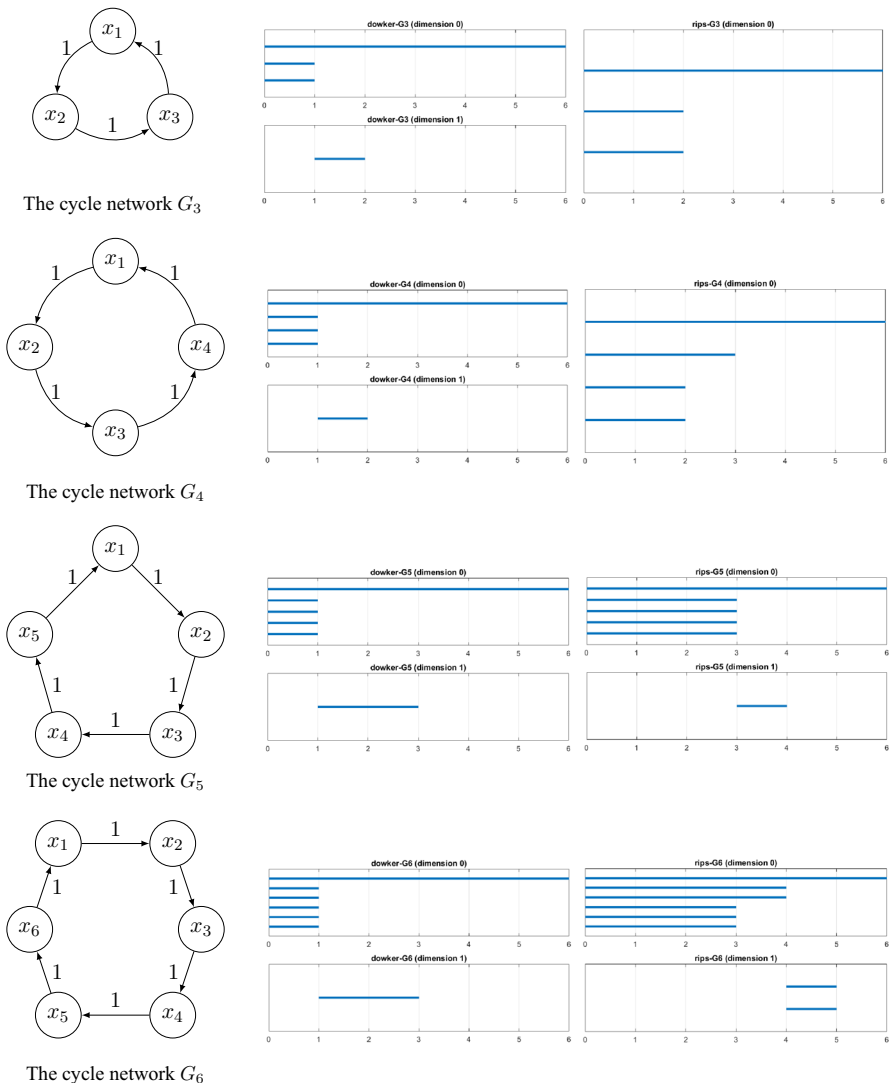 x1
1
1
x2
x3
1
The cycle network G3
dowker-G3 (dimension 0)
0 1 2 3 4 5 6
dowker-G3 (dimension 1)
0 1 2 3 4 5 6
rips-G3 (dimension 0)
0 1 2 3 4 5 6
x1
1
1
x2
x4
1
1
x3
The cycle network G4
dowker-G4 (dimension 0)
0 1 2 3 4 5 6
dowker-G4 (dimension 1)
0 1 2 3 4 5 6
rips-G4 (dimension 0)
0 1 2 3 4 5 6
x1
1
1
x5
x2
1
1
x4
1
x3
The cycle network G5
dowker-G5 (dimension 0)
0 1 2 3 4 5 6
dowker-G5 (dimension 1)
0 1 2 3 4 5 6
rips-G5 (dimension 0)
0 1 2 3 4 5 6
rips-G5 (dimension 1)
0 1 2 3 4 5 6
x1
1
x2
1
1
x6
x3
1
1
x5
1
x4
The cycle network G6
dowker-G6 (dimension 0)
0 1 2 3 4 5 6
dowker-G6 (dimension 1)
0 1 2 3 4 5 6
rips-G6 (dimension 0)
0 1 2 3 4 5 6
rips-G6 (dimension 1)
0 1 2 3 4 5 6